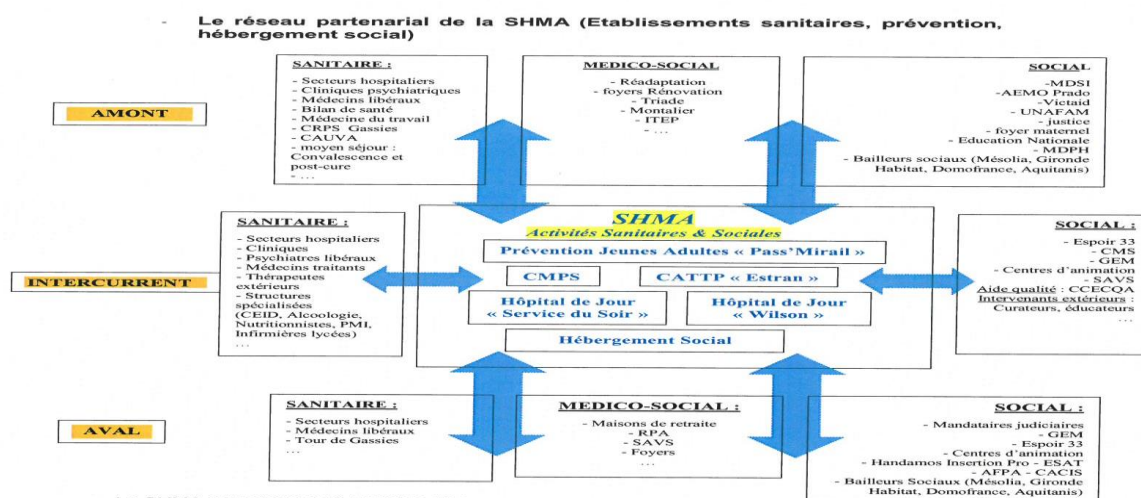 - Le réseau partenarial de la SHMA (Etablissements sanitaires, prévention,
hébergement social)
AMONT
SANITAIRE :
- Secteurs hospitaliers
- Cliniques psychiatriques
- Médecins libéraux
- Bilan de santé
- Médecine du travail
- CRPS Gassies
- CAUVA
- moyen séjour :
Convalescence et
post-cure
- ...
MEDICO-SOCIAL
- Réadaptation
- foyers Rénovation
- Triade
- Montalier
- ITEP
- ...
SOCIAL
-MDSI
-AEMO Prado
-Victaid
- UNAFAM
- justice
- foyer maternel
- Education Nationale
- MDPH
- Bailleurs sociaux (Mésolia, Gironde
Habitat, Domofrance, Aquitanis)
INTERCURRENT
SANITAIRE :
- Secteurs hospitaliers
- Cliniques
- Psychiatres libéraux
- Médecins traitants
- Thérapeutes
extérieurs
- Structures
spécialisées
(CEID, Alcoologie,
Nutritionnistes, PMI,
Infirmières lycées)
...
SHMA
Activités Sanitaires & Sociales
Prévention Jeunes Adultes « Pass'Mirail »
CMPS
CATTP « Estran »
Hôpital de Jour
« Service du Soir »
Hôpital de Jour
« Wilson »
Hébergement Social
SOCIAL :
- Espoir 33
- CMS
- GEM
- Centres d'animation
- SAVS
Aide qualité : CCECQA
Intervenants extérieurs :
Curateurs, éducateurs
...
AVAL
SANITAIRE :
- Secteurs hospitaliers
- Médecins libéraux
- Tour de Gassies
...
MEDICO-SOCIAL :
- Maisons de retraite
- RPA
- SAVS
- Foyers
...
SOCIAL :
- Mandataires judiciaires
- GEM
- Espoir 33
- Centres d'animation
- Handamos Insertion Pro - ESAT
- AFPA - CACIS
- Bailleurs Sociaux (Mésolia, Gironde
Habitat, Domofrance, Aquitanis)